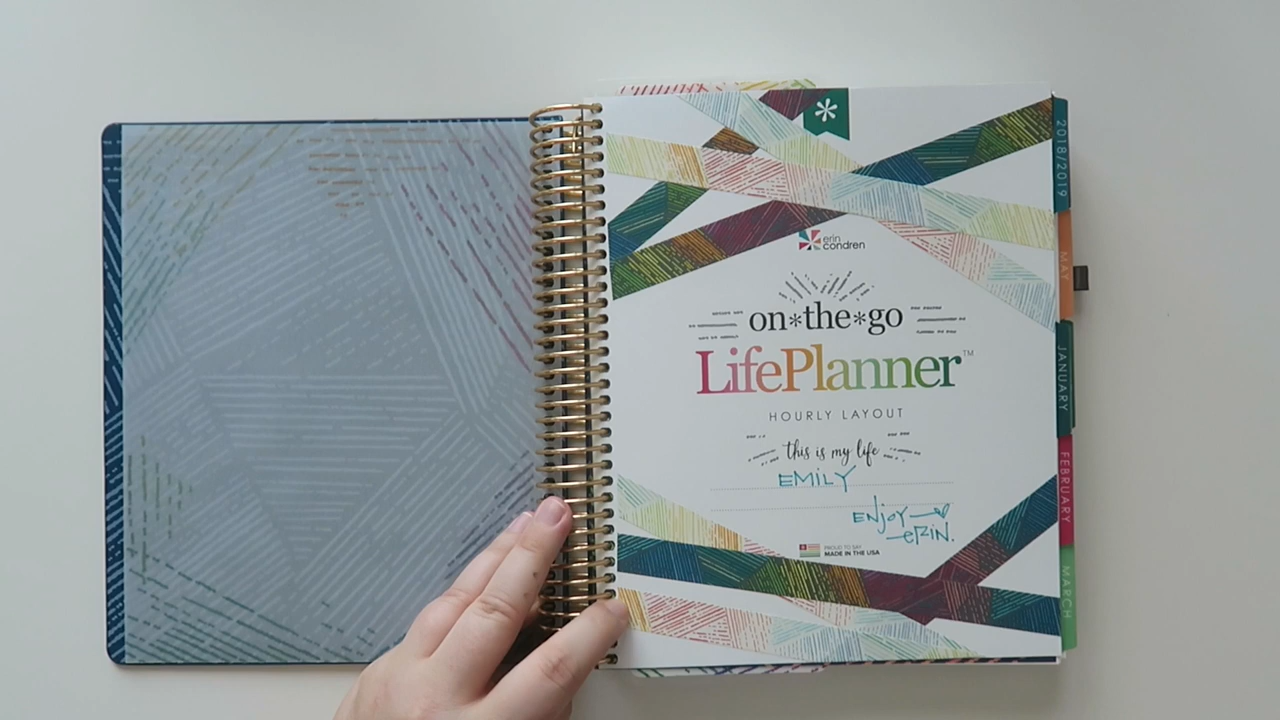 erin
condren
on*the*go
LifePlanner™
HOURLY LAYOUT
this is my life
EMILY
ENJOY
ERIN.
PROUD TO SAY
MADE IN THE USA
2018/2019
MAY
JANUARY
FEBRUARY
MARCH